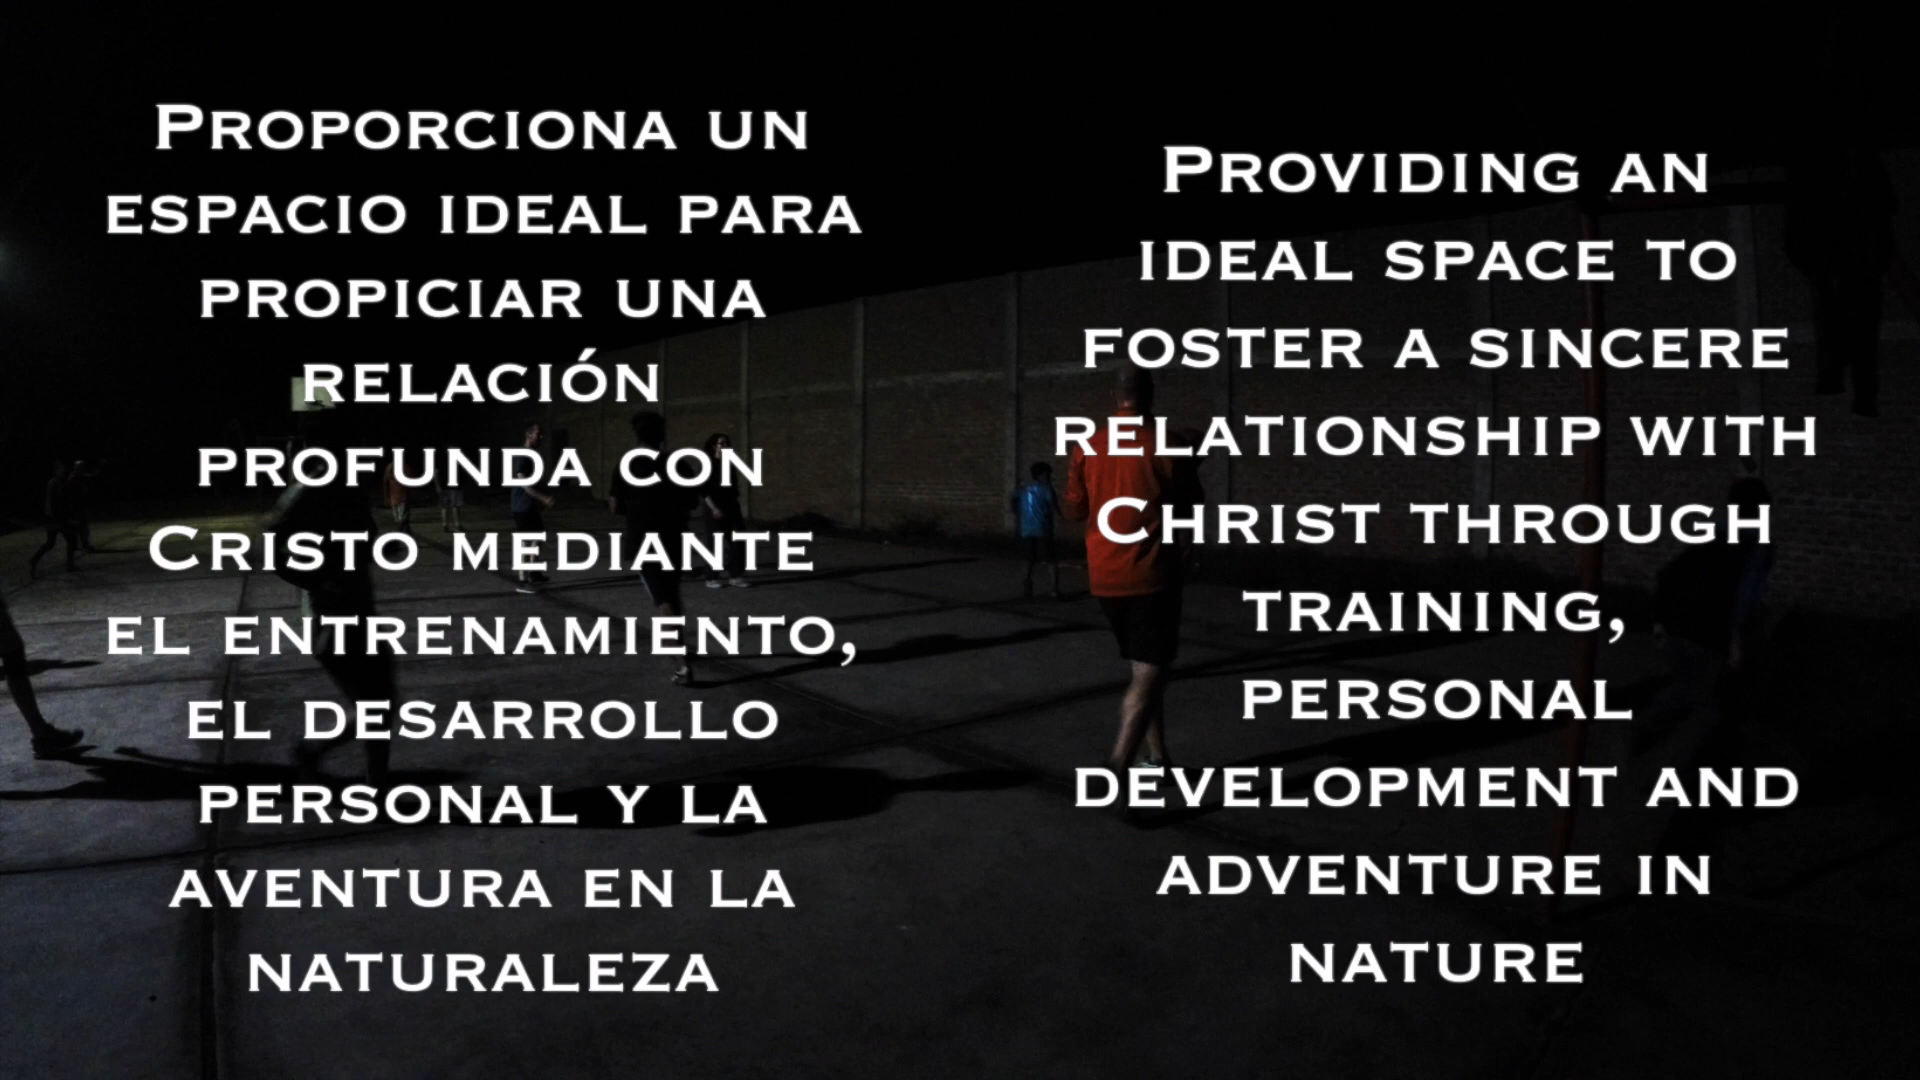 Proporciona un
espacio ideal para
propiciar una
relación
profunda con
Cristo mediante
el entrenamiento,
el desarrollo
personal y la
aventura en la
naturaleza
Providing an
ideal space to
foster a sincere
relationship with
Christ through
training,
personal
development and
adventure in
nature